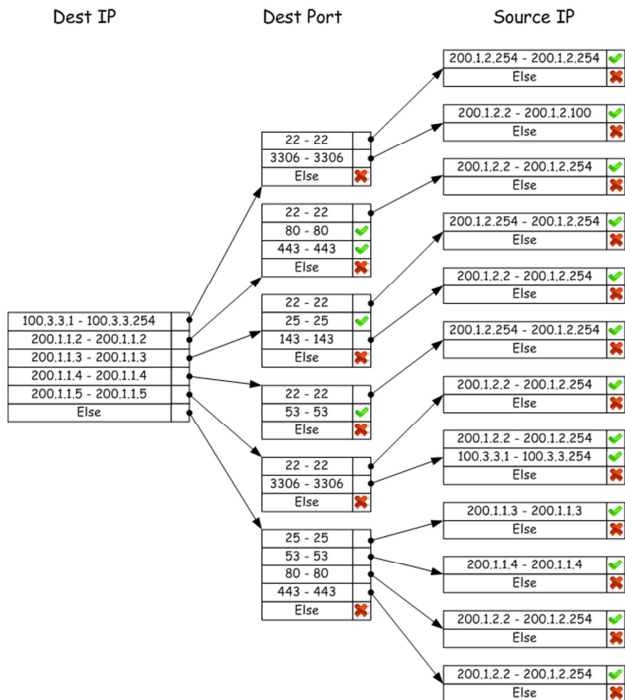 Dest IP
Dest Port
Source IP
100.3.3.1 - 100.3.3.254
200.1.1.2 - 200.1.1.2
200.1.1.3 - 200.1.1.3
200.1.1.4 - 200.1.1.4
200.1.1.5 - 200.1.1.5
Else
22 - 22
3306 - 3306
Else
22 - 22
80 - 80
443 - 443
Else
22 - 22
25 - 25
143 - 143
Else
22 - 22
53 - 53
Else
22 - 22
3306 - 3306
Else
25 - 25
53 - 53
80 - 80
443 - 443
Else
200.1.2.254 - 200.1.2.254
Else
200.1.2.2 - 200.1.2.100
Else
200.1.2.2 - 200.1.2.254
Else
200.1.2.254 - 200.1.2.254
Else
200.1.2.2 - 200.1.2.254
Else
200.1.2.254 - 200.1.2.254
Else
200.1.2.2 - 200.1.2.254
Else
200.1.2.2 - 200.1.2.254
100.3.3.1 - 100.3.3.254
Else
200.1.1.3 - 200.1.1.3
Else
200.1.1.4 - 200.1.1.4
Else
200.1.2.2 - 200.1.2.254
Else
200.1.2.2 - 200.1.2.254
Else